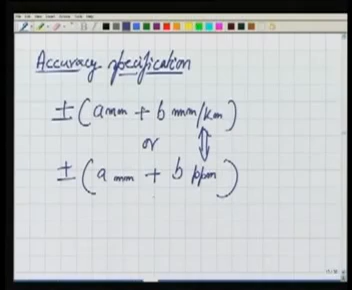 Accuracy specification
± (a mm + b mm/km)
or
± (a mm + b ppm)